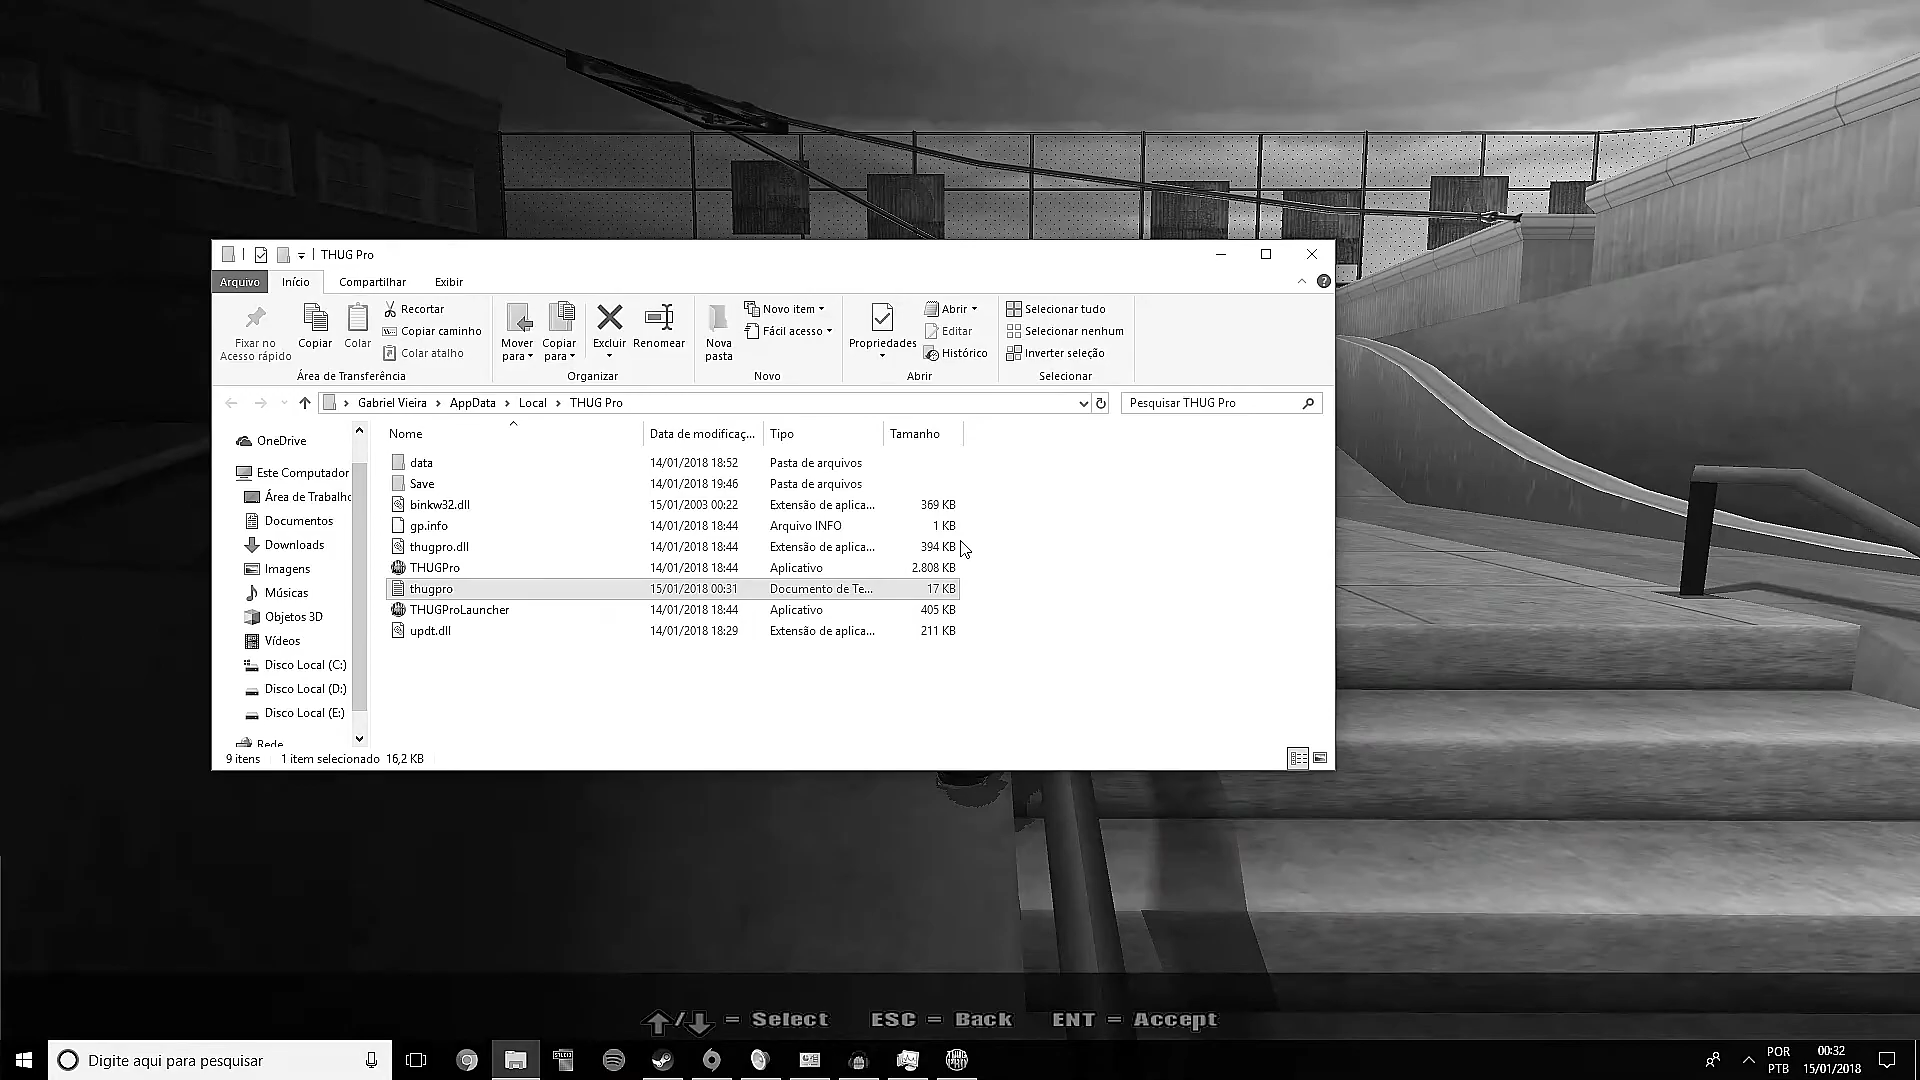 THUG Pro
Arquivo Início Compartilhar Exibir
Fixar no Acesso rápido
Copiar
Colar
Recortar
Copiar caminho
Colar atalho
Área de Transferência
Mover para
Copiar para
Excluir
Renomear
Organizar
Nova pasta
Novo item
Fácil acesso
Novo
Propriedades
Abrir
Editar
Histórico
Abrir
Selecionar tudo
Selecionar nenhum
Inverter seleção
Selecionar
Gabriel Vieira > AppData > Local > THUG Pro
Pesquisar THUG Pro
OneDrive
Este Computador
Área de Trabalho
Documentos
Downloads
Imagens
Músicas
Objetos 3D
Vídeos
Disco Local (C:)
Disco Local (D:)
Disco Local (E:)
Rede
Nome Data de modificaç... Tipo Tamanho
data 14/01/2018 18:52 Pasta de arquivos
Save 14/01/2018 19:46 Pasta de arquivos
binkw32.dll 15/01/2003 00:22 Extensão de aplica... 369 KB
gp.info 14/01/2018 18:44 Arquivo INFO 1 KB
thugpro.dll 14/01/2018 18:44 Extensão de aplica... 394 KB
THUGPro 14/01/2018 18:44 Aplicativo 2.808 KB
thugpro 15/01/2018 00:31 Documento de Te... 17 KB
THUGProLauncher 14/01/2018 18:44 Aplicativo 405 KB
updt.dll 14/01/2018 18:29 Extensão de aplica... 211 KB
9 itens 1 item selecionado 16,2 KB
/ = Select ESC = Back ENT = Accept
Digite aqui para pesquisar
POR
PTB
00:32
15/01/2018